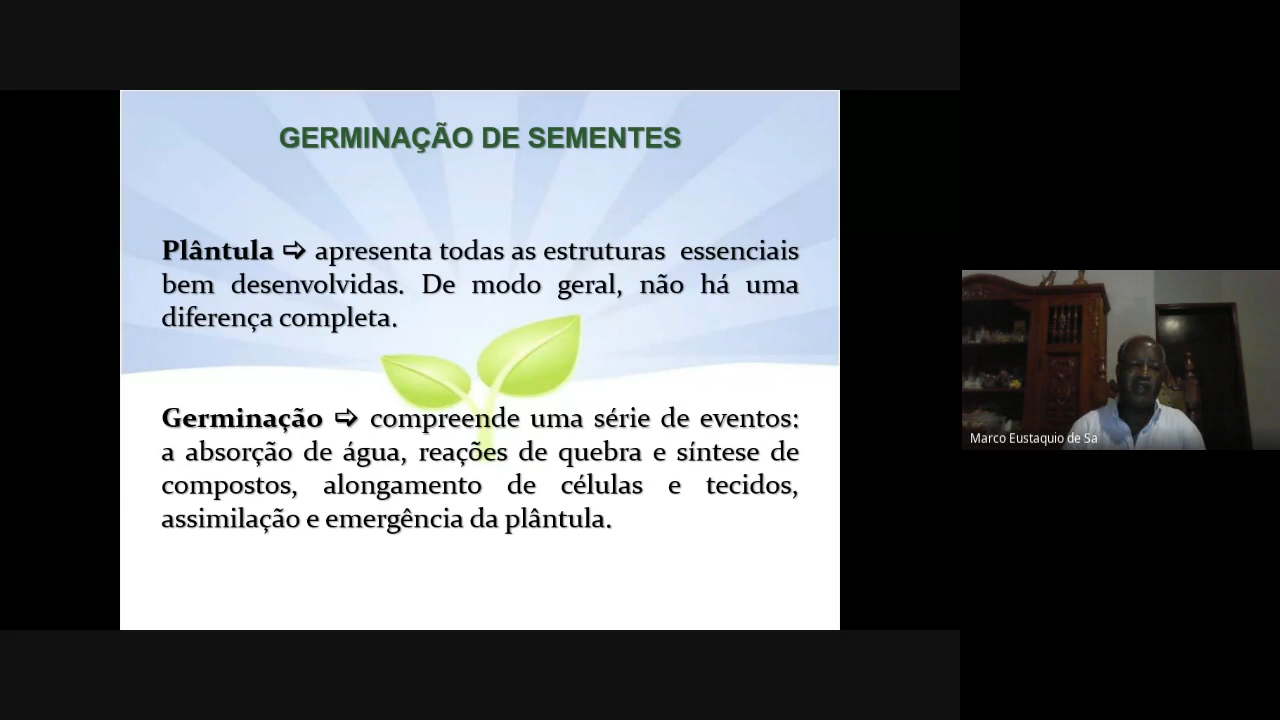 GERMINAÇÃO DE SEMENTES
Plântula ⇨ apresenta todas as estruturas essenciais
bem desenvolvidas. De modo geral, não há uma
diferença completa.
Germinação ⇨ compreende uma série de eventos:
a absorção de água, reações de quebra e síntese de
compostos, alongamento de células e tecidos,
assimilação e emergência da plântula.
Marco Eustaquio de Sa